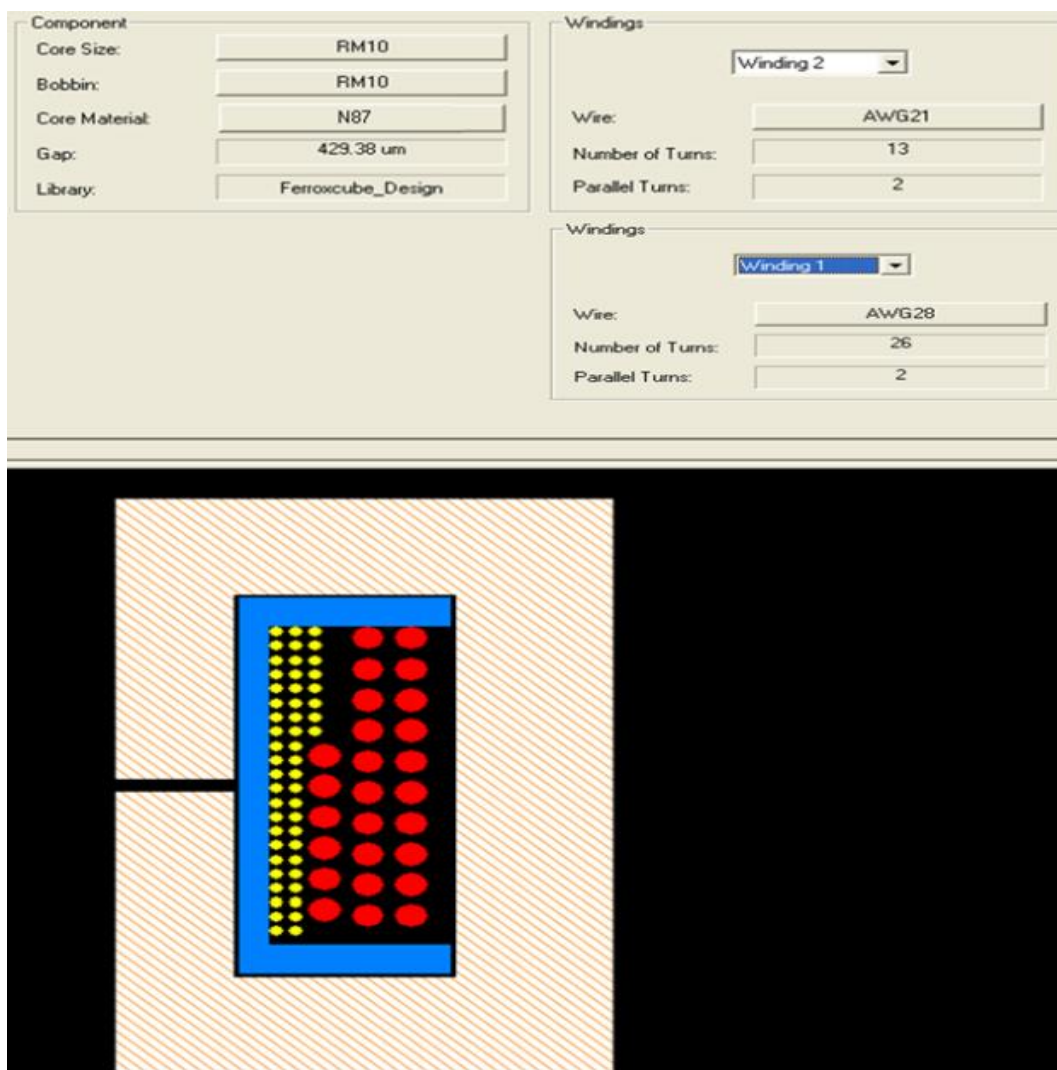 Component
Core Size: RM10
Bobbin: RM10
Core Material: N87
Gap: 429.38 um
Library: Ferroxcube_Design
Windings
Winding 2
Wire: AWG21
Number of Turns: 13
Parallel Turns: 2
Windings
Winding 1
Wire: AWG28
Number of Turns: 26
Parallel Turns: 2